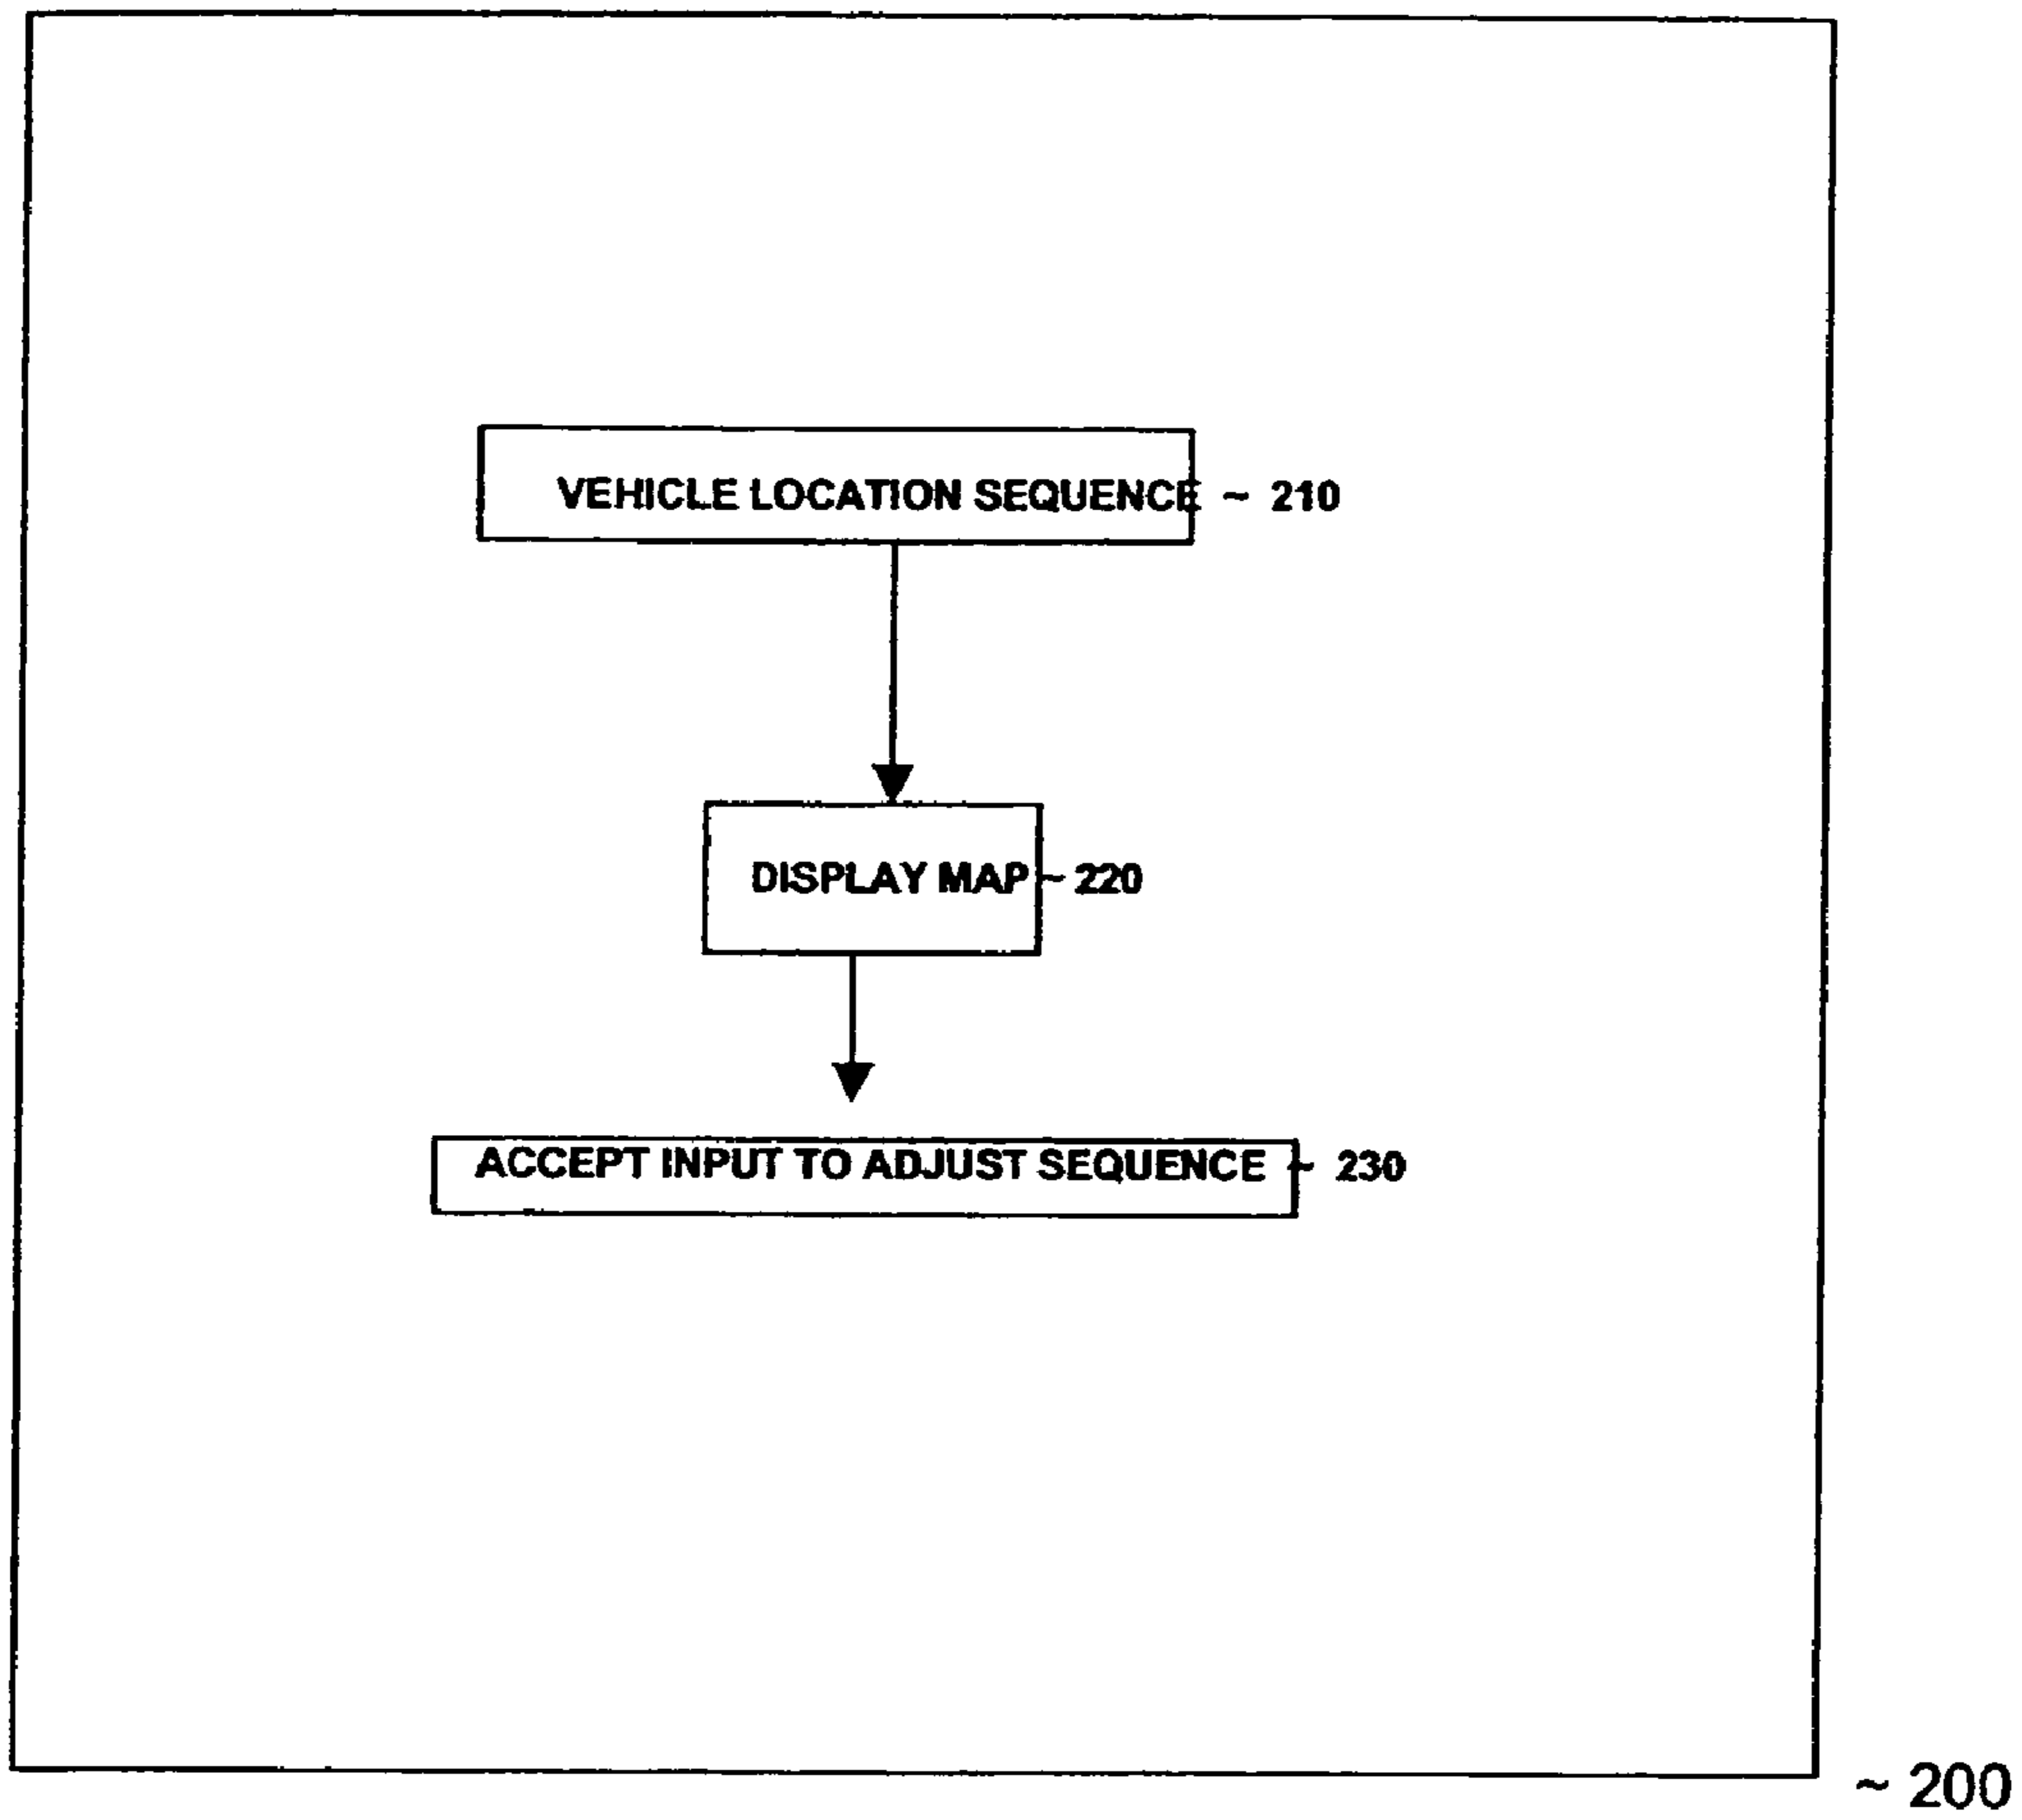 VEHICLE LOCATION SEQUENCE ~ 210
DISPLAY MAP ~ 220
ACCEPT INPUT TO ADJUST SEQUENCE ~ 230
~ 200